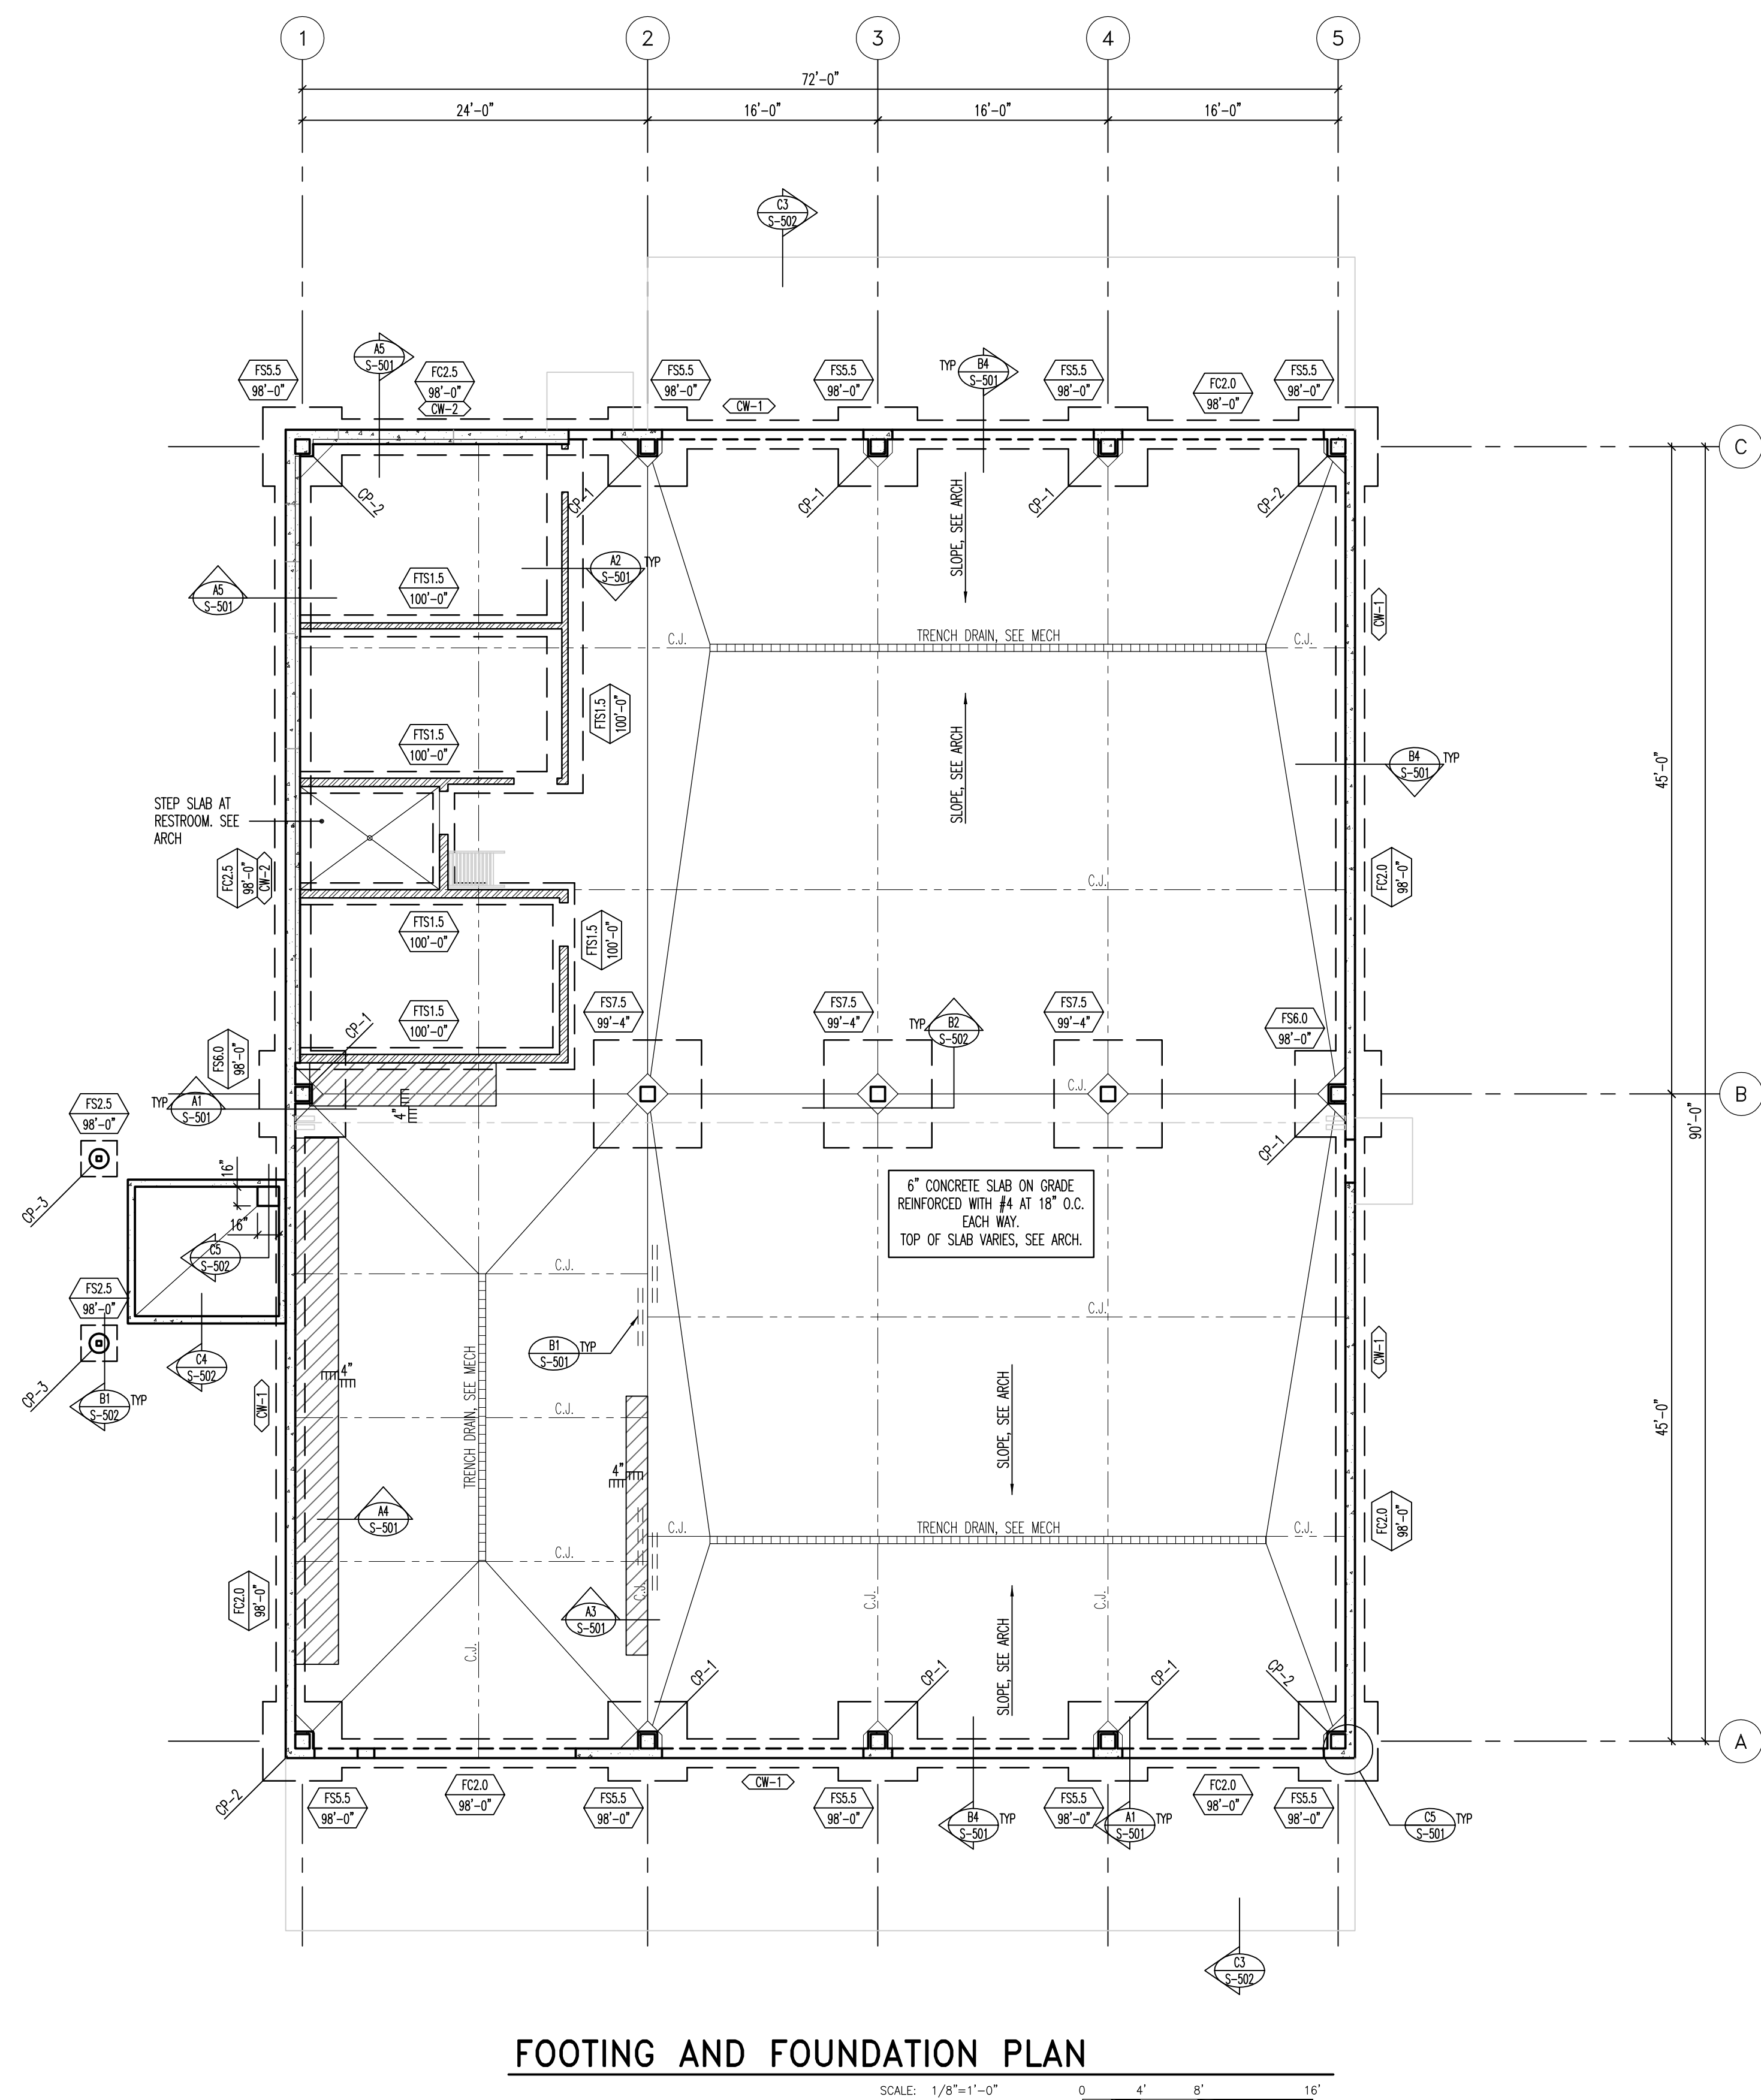 1
2
3
4
5
72'-0"
24'-0"
16'-0"
16'-0"
16'-0"
C3
S-502
A5
S-501
FS5.5
98'-0"
FC2.5
98'-0"
CW-2
FS5.5
98'-0"
CW-1
FS5.5
98'-0"
TYP
B4
S-501
FS5.5
98'-0"
FC2.0
98'-0"
FS5.5
98'-0"
C
CP-2
CP-1
CP-1
CP-1
CP-2
SLOPE, SEE ARCH
A5
S-501
FTS1.5
100'-0"
A2
S-501
TYP
CW-1
C.J.
TRENCH DRAIN, SEE MECH
C.J.
FTS1.5
100'-0"
FTS1.5
100'-0"
SLOPE, SEE ARCH
B4
S-501
TYP
45'-0"
STEP SLAB AT
RESTROOM. SEE
ARCH
FC2.5
98'-0"
CW-2
C.J.
FC2.0
98'-0"
FTS1.5
100'-0"
FTS1.5
100'-0"
FTS1.5
100'-0"
CP-1
FS7.5
99'-4"
FS7.5
99'-4"
TYP
B2
S-502
FS7.5
99'-4"
FS6.0
98'-0"
FS6.0
98'-0"
C.J.
B
TYP
A1
S-501
4"
FS2.5
98'-0"
CP-1
90'-0"
CP-3
16"
16"
C5
S-502
6" CONCRETE SLAB ON GRADE
REINFORCED WITH #4 AT 18" O.C.
EACH WAY.
TOP OF SLAB VARIES, SEE ARCH.
C.J.
FS2.5
98'-0"
C.J.
B1
S-501
TYP
CW-1
C4
S-502
4"
CP-3
B1
S-502
TYP
CW-1
TRENCH DRAIN, SEE MECH
C.J.
SLOPE, SEE ARCH
45'-0"
4"
A4
S-501
C.J.
C.J.
TRENCH DRAIN, SEE MECH
C.J.
FC2.0
98'-0"
C.J.
FC2.0
98'-0"
C.J.
C.J.
C.J.
A3
S-501
C.J.
SLOPE, SEE ARCH
CP-1
CP-1
CP-1
CP-2
A
CP-2
FS5.5
98'-0"
FC2.0
98'-0"
FS5.5
98'-0"
CW-1
FS5.5
98'-0"
B4
S-501
TYP
FS5.5
98'-0"
A1
S-501
TYP
FC2.0
98'-0"
FS5.5
98'-0"
C5
S-501
TYP
C3
S-502
FOOTING AND FOUNDATION PLAN
SCALE: 1/8"=1'-0"
0 4' 8' 16'